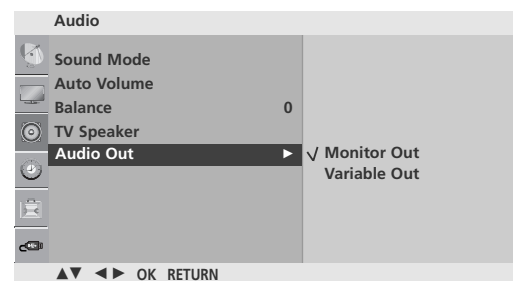 Audio
Sound Mode
Auto Volume
Balance 0
TV Speaker
Audio Out ► √ Monitor Out
Variable Out
▲▼ ◄► OK RETURN